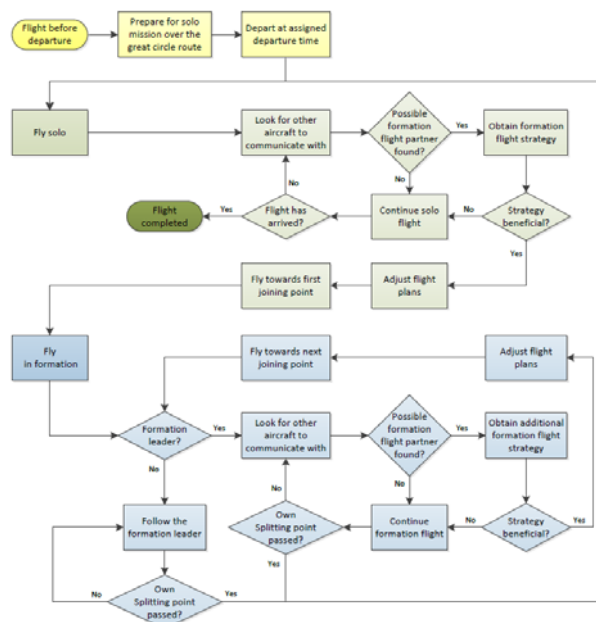 Flight before
departure
Prepare for solo
mission over the
great circle route
Depart at assigned
departure time
Fly solo
Look for other
aircraft to
communicate with
Possible
formation
flight partner
found?
Yes
Obtain formation
flight strategy
No
No
Flight
completed
Yes
Flight has
arrived?
Continue solo
flight
No
Strategy
beneficial?
Yes
Fly towards first
joining point
Adjust flight
plans
Fly
in formation
Fly towards next
joining point
Adjust flight
plans
Formation
leader?
Yes
Look for other
aircraft to
communicate with
Possible
formation
flight partner
found?
Yes
Obtain additional
formation flight
strategy
No
No
No
Follow the
formation leader
Own
Splitting point
passed?
Continue
formation flight
No
Strategy
beneficial?
Yes
Yes
No
Own
Splitting point
passed?
Yes